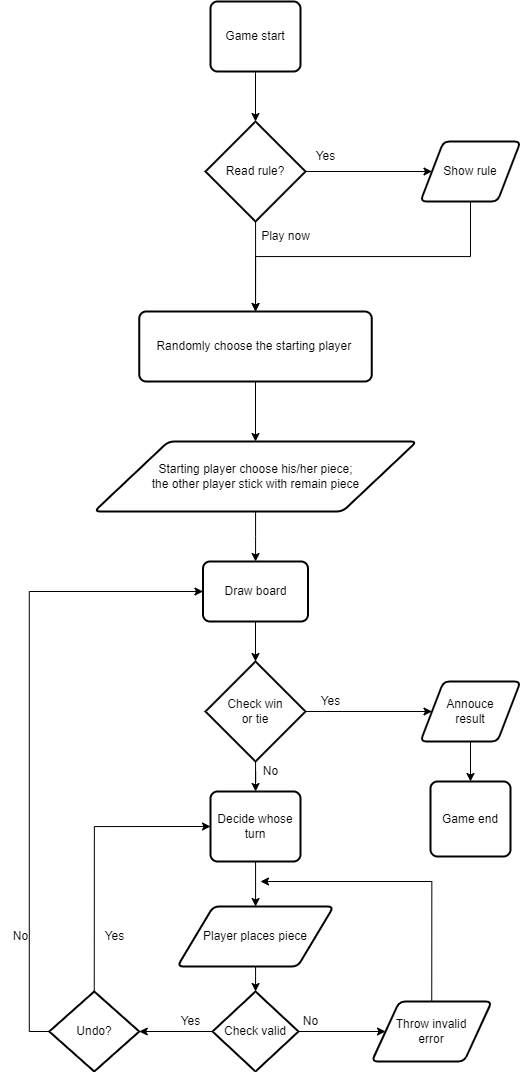 Game start
Read rule?
Yes
Show rule
Play now
Randomly choose the starting player
Starting player choose his/her piece;
the other player stick with remain piece
Draw board
Check win
or tie
Yes
Annouce
result
No
Game end
Decide whose
turn
No
Yes
Player places piece
Undo?
Yes
Check valid
No
Throw invalid
error